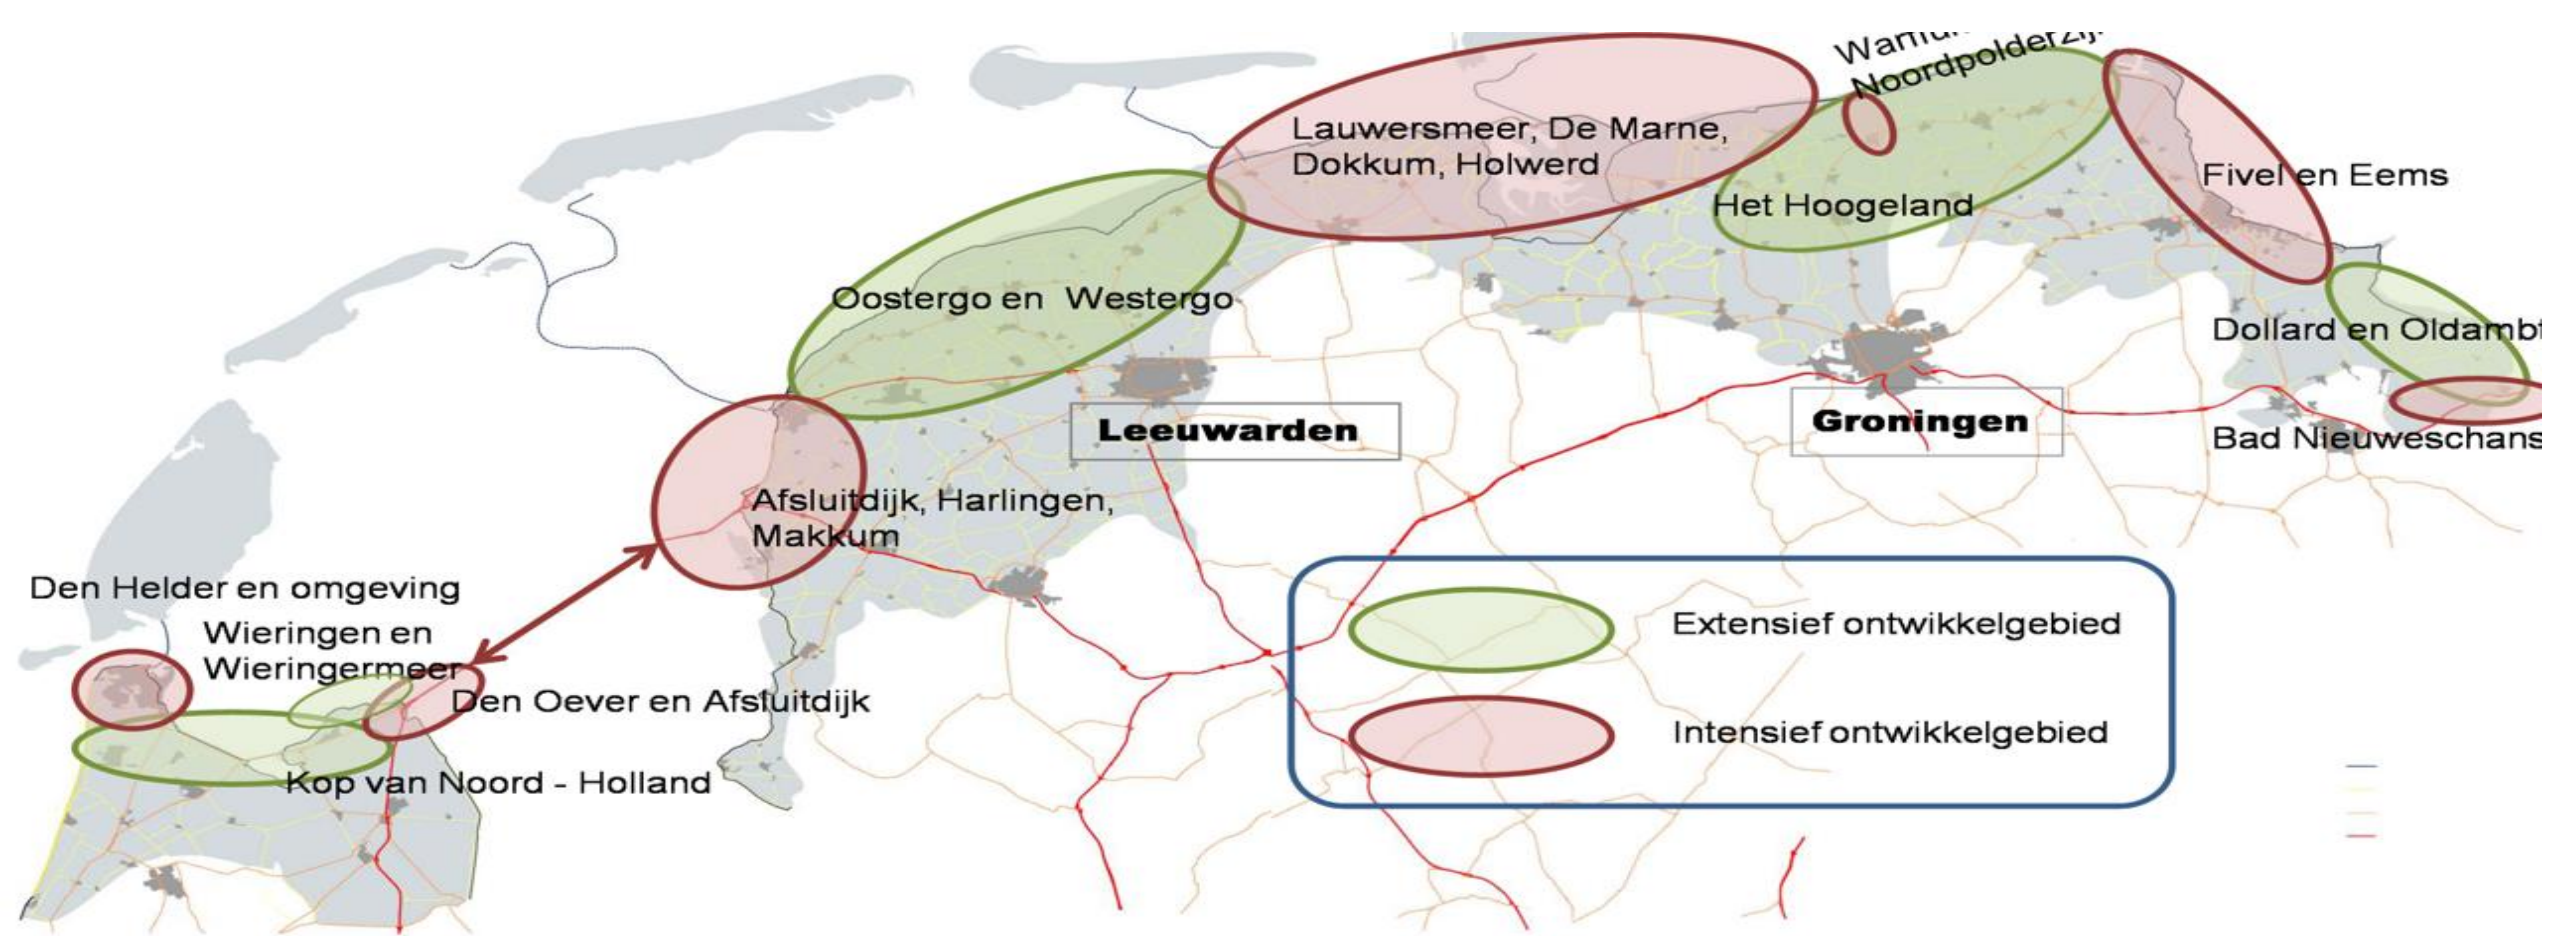 Noordpolderzijl
Lauwersmeer, De Marne,
Dokkum, Holwerd
Fivel en Eems
Het Hoogeland
Oostergo en Westergo
Dollard en Oldambt
Leeuwarden
Groningen
Bad Nieuweschans
Afsluitdijk, Harlingen,
Makkum
Den Helder en omgeving
Wieringen en
Wieringermeer
Den Oever en Afsluitdijk
Kop van Noord - Holland
Extensief ontwikkelgebied
Intensief ontwikkelgebied